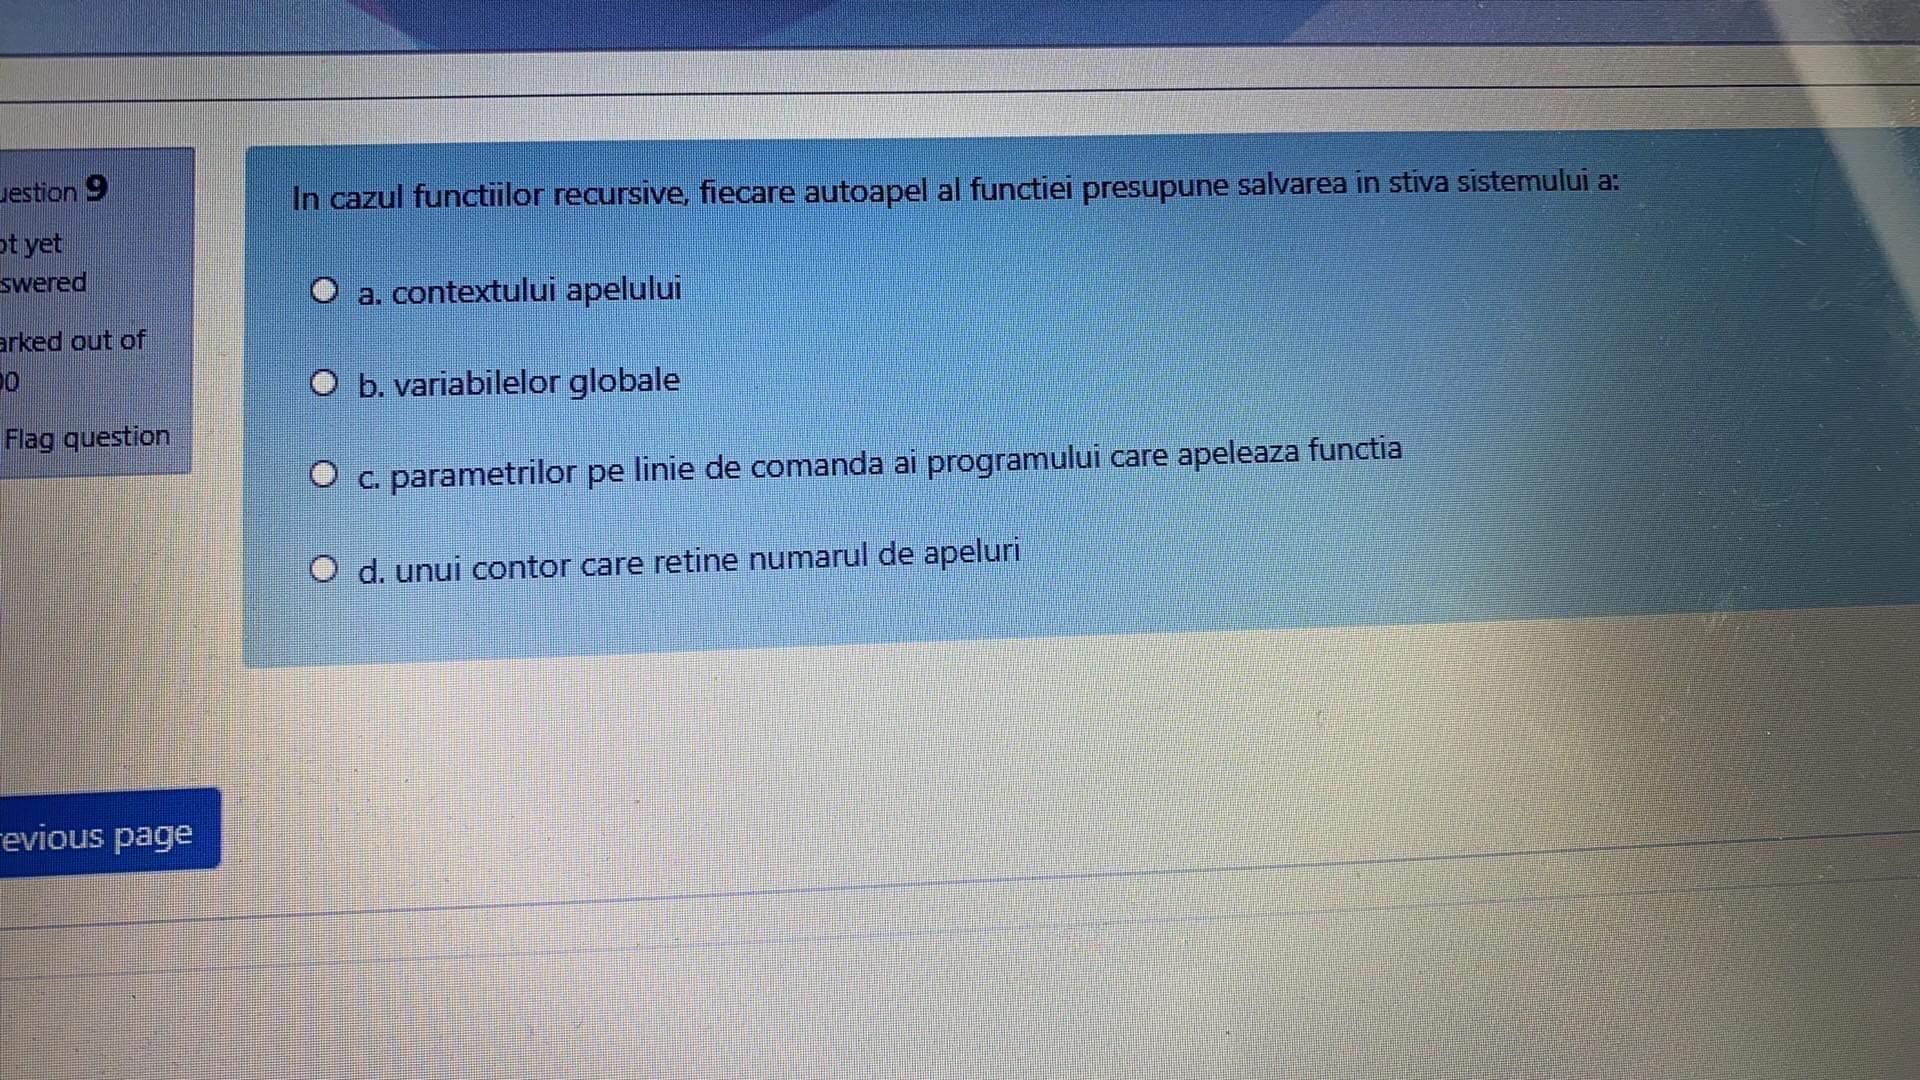 uestion 9
ot yet
swered
arked out of
00
Flag question
In cazul functiilor recursive, fiecare autoapel al functiei presupune salvarea in stiva sistemului a:
a. contextului apelului
b. variabilelor globale
c. parametrilor pe linie de comanda ai programului care apeleaza functia
d. unui contor care retine numarul de apeluri
revious page